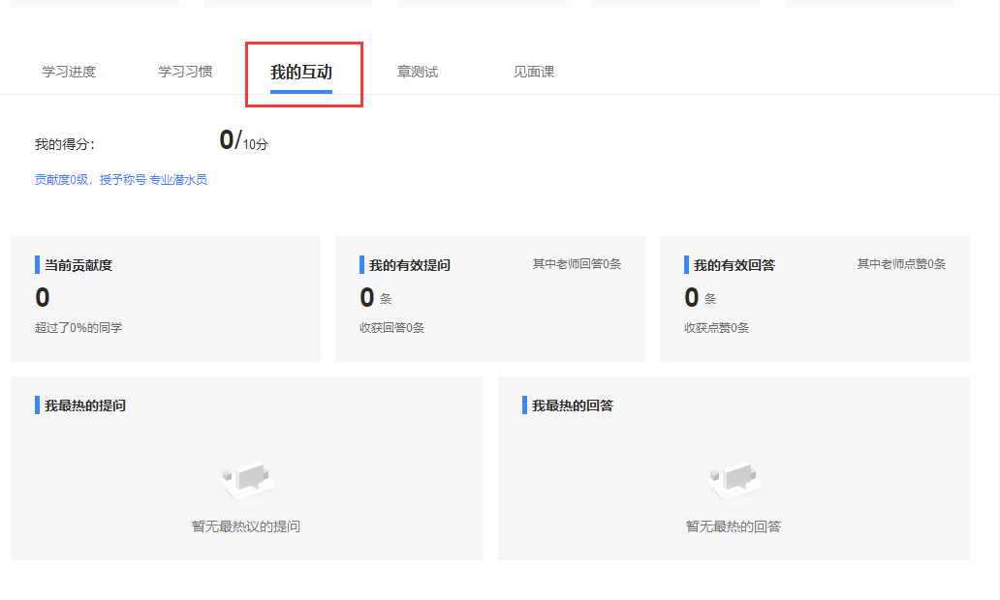 学习进度 学习习惯 我的互动 章测试 见面课
我的得分： 0/10分
贡献度0级，授予称号 专业潜水员
当前贡献度
0
超过了0%的同学
我的有效提问 其中老师回答0条
0 条
收获回答0条
我的有效回答 其中老师点赞0条
0 条
收获点赞0条
我最热的提问
暂无最热议的提问
我最热的回答
暂无最热的回答